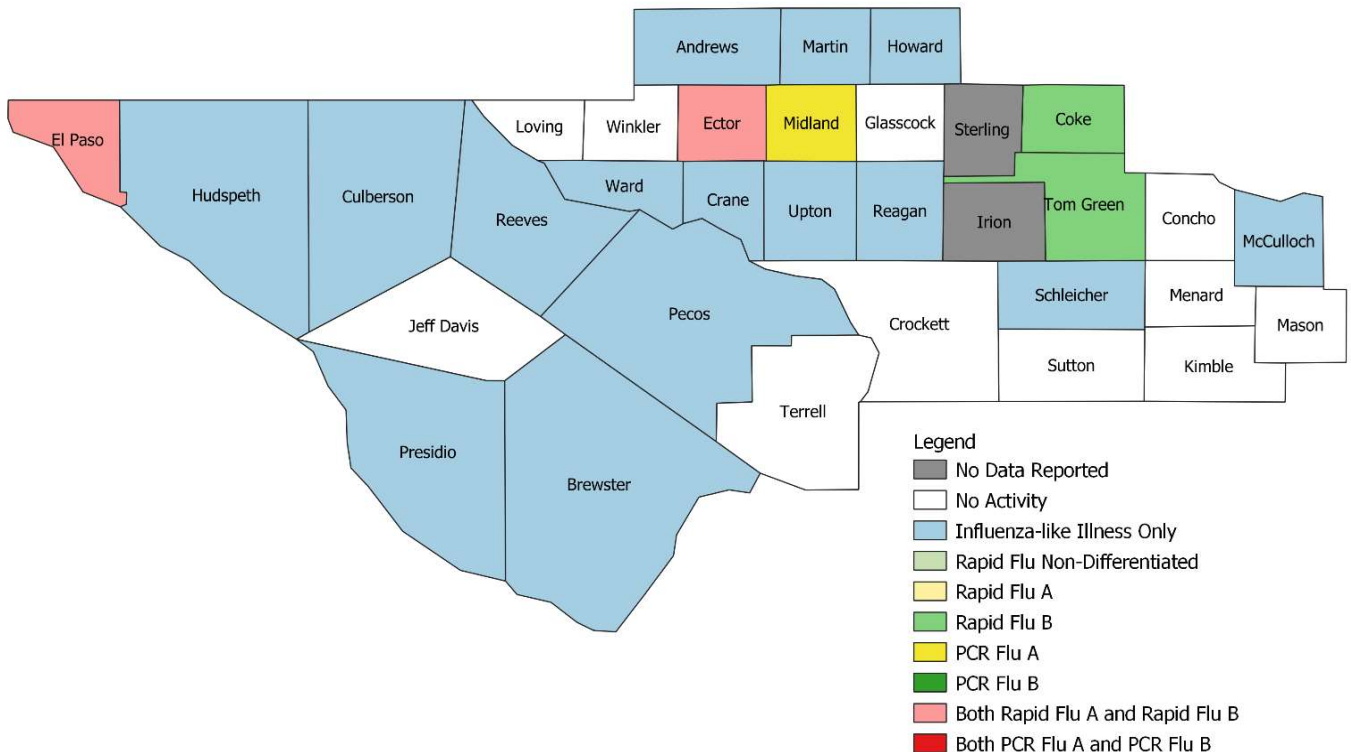 Andrews
Martin
Howard
El Paso
Hudspeth
Culberson
Reeves
Loving
Winkler
Ector
Midland
Glasscock
Sterling
Coke
Ward
Crane
Upton
Reagan
Irion
Tom Green
Concho
McCulloch
Jeff Davis
Pecos
Crockett
Schleicher
Menard
Mason
Sutton
Kimble
Terrell
Presidio
Brewster
Legend
No Data Reported
No Activity
Influenza-like Illness Only
Rapid Flu Non-Differentiated
Rapid Flu A
Rapid Flu B
PCR Flu A
PCR Flu B
Both Rapid Flu A and Rapid Flu B
Both PCR Flu A and PCR Flu B